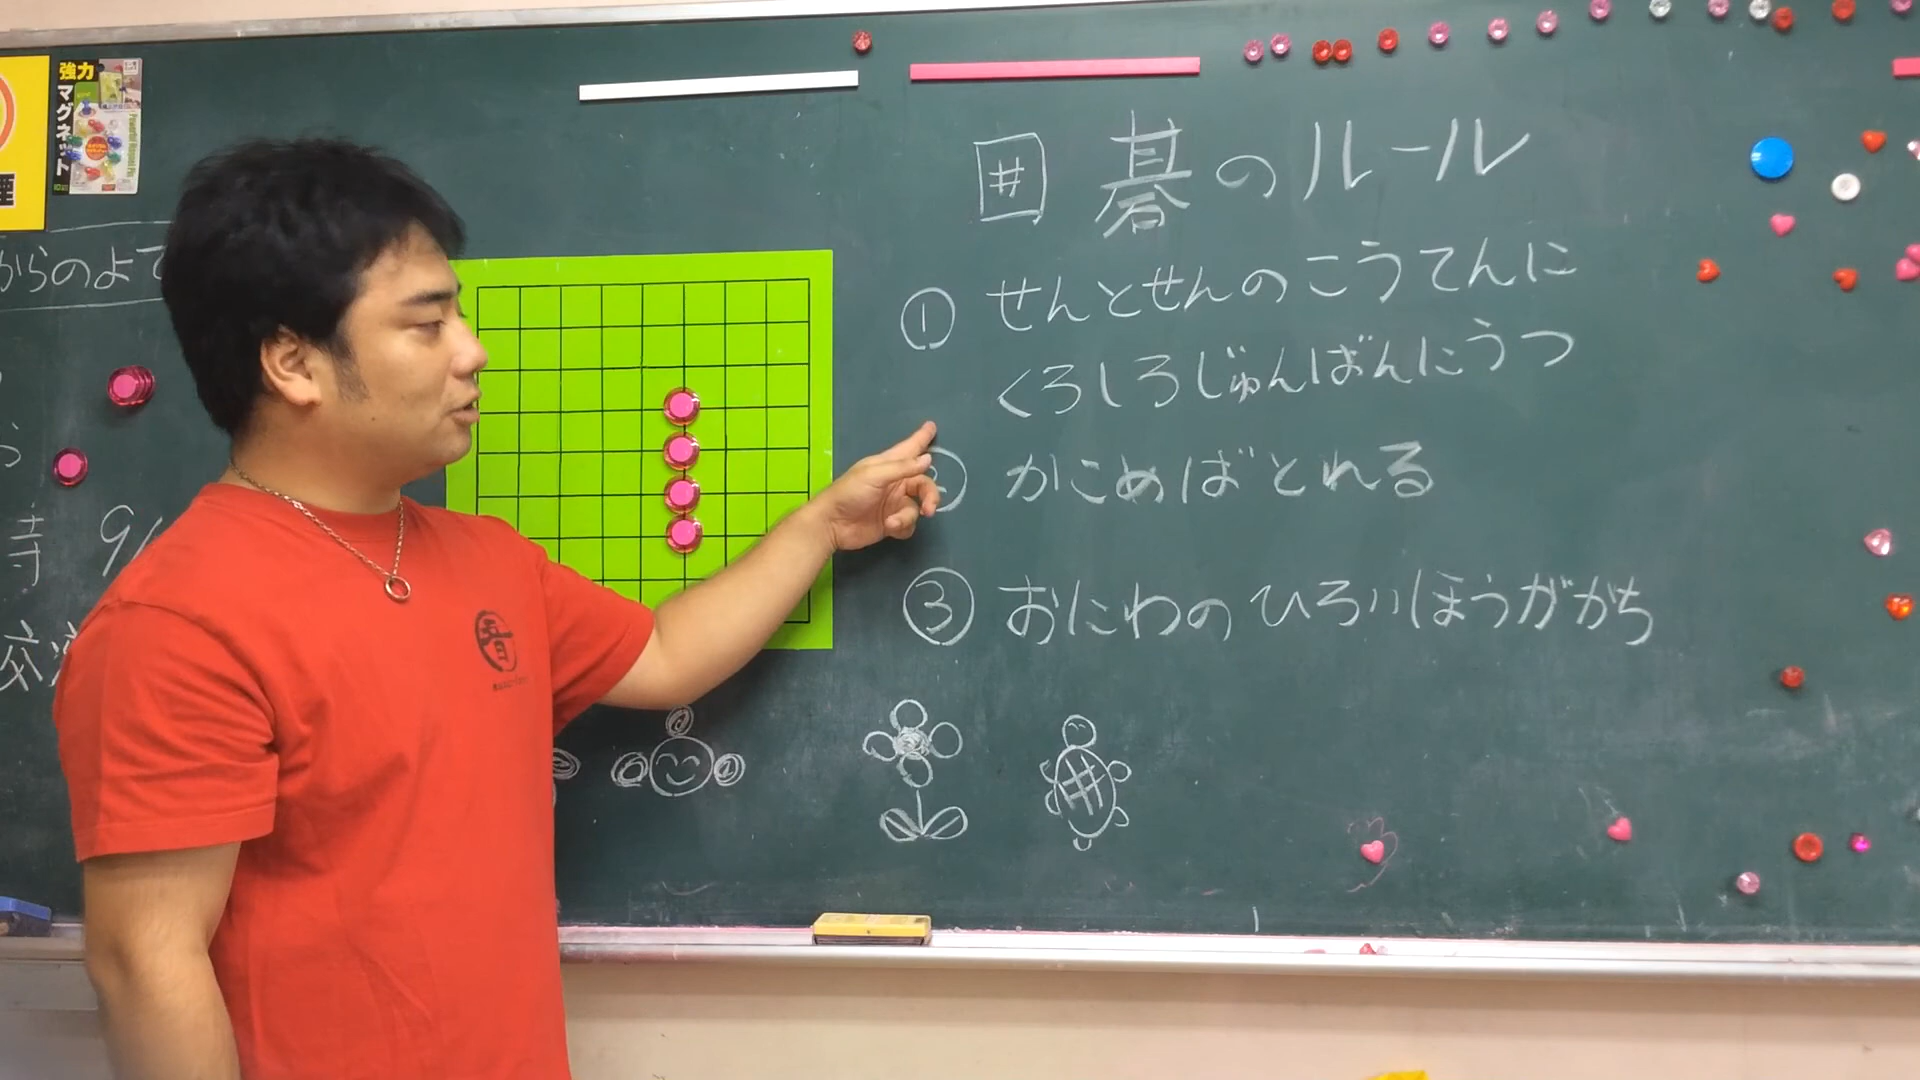 強力
マグネット
からのよて
寺 9/
囲碁のルール
① せんとせんのこうてんに
くろしろじゅんばんにうつ
② かこめばとれる
③ おにわのひろいほうがかち